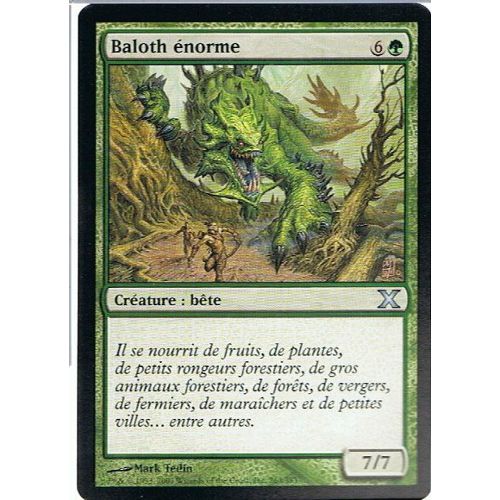 Baloth énorme 6
Créature : bête X
Il se nourrit de fruits, de plantes,
de petits rongeurs forestiers, de gros
animaux forestiers, de forêts, de vergers,
de fermiers, de maraîchers et de petites
villes… entre autres.
Mark Tedin
7/7